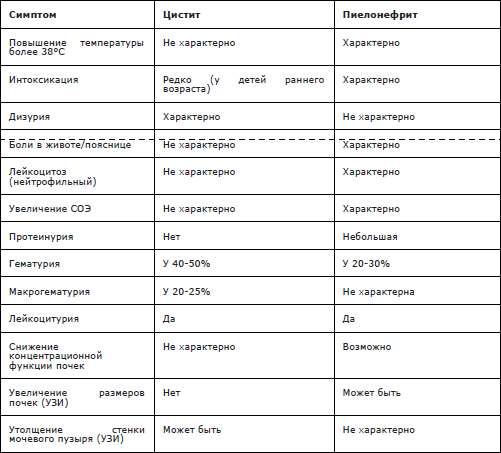 Симптом Цистит Пиелонефрит
Повышение температуры Не характерно Характерно
более 38°С
Интоксикация Редко (у детей раннего Характерно
возраста)
Дизурия Характерно Не характерно
Боли в животе/пояснице Не характерно Характерно
Лейкоцитоз Не характерно Характерно
(нейтрофильный)
Увеличение СОЭ Не характерно Характерно
Протеинурия Нет Небольшая
Гематурия У 40-50% У 20-30%
Макрогематурия У 20-25% Не характерна
Лейкоцитурия Да Да
Снижение Не характерно Возможно
концентрационной
функции почек
Увеличение размеров Нет Может быть
почек (УЗИ)
Утолщение стенки Может быть Не характерно
мочевого пузыря (УЗИ)